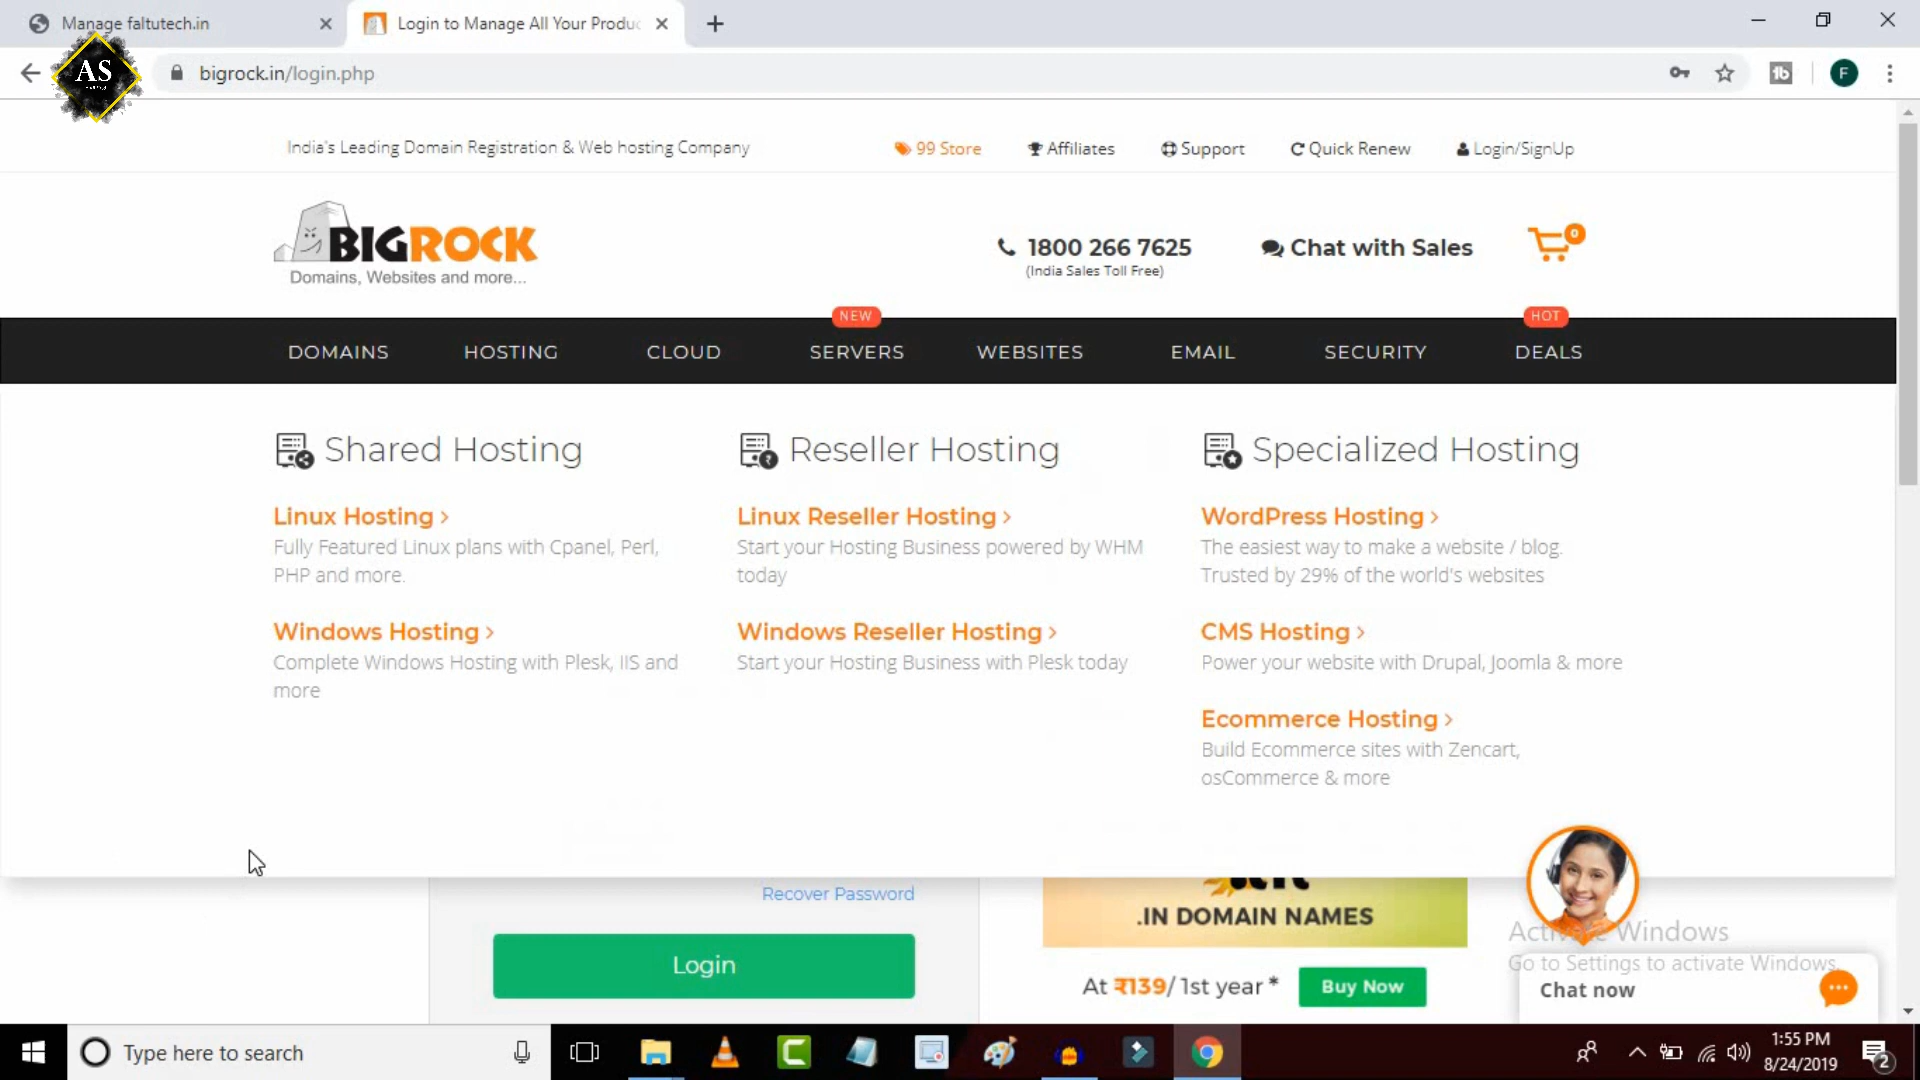 Manage faltutech.in
Login to Manage All Your Produc
AS
bigrock.in/login.php
F
India's Leading Domain Registration & Web hosting Company
99 Store
Affiliates
Support
Quick Renew
Login/SignUp
BIGROCK
Domains, Websites and more...
1800 266 7625
(India Sales Toll Free)
Chat with Sales
0
NEW
HOT
DOMAINS
HOSTING
CLOUD
SERVERS
WEBSITES
EMAIL
SECURITY
DEALS
Shared Hosting
Linux Hosting >
Fully Featured Linux plans with Cpanel, Perl,
PHP and more.
Windows Hosting >
Complete Windows Hosting with Plesk, IIS and
more
Reseller Hosting
Linux Reseller Hosting >
Start your Hosting Business powered by WHM
today
Windows Reseller Hosting >
Start your Hosting Business with Plesk today
Specialized Hosting
WordPress Hosting >
The easiest way to make a website / blog.
Trusted by 29% of the world's websites
CMS Hosting >
Power your website with Drupal, Joomla & more
Ecommerce Hosting >
Build Ecommerce sites with Zencart,
osCommerce & more
Recover Password
Login
.IN DOMAIN NAMES
At ₹139/ 1st year *
Buy Now
Activate Windows
Go to Settings to activate Windows.
Chat now
Type here to search
1:55 PM
8/24/2019
2